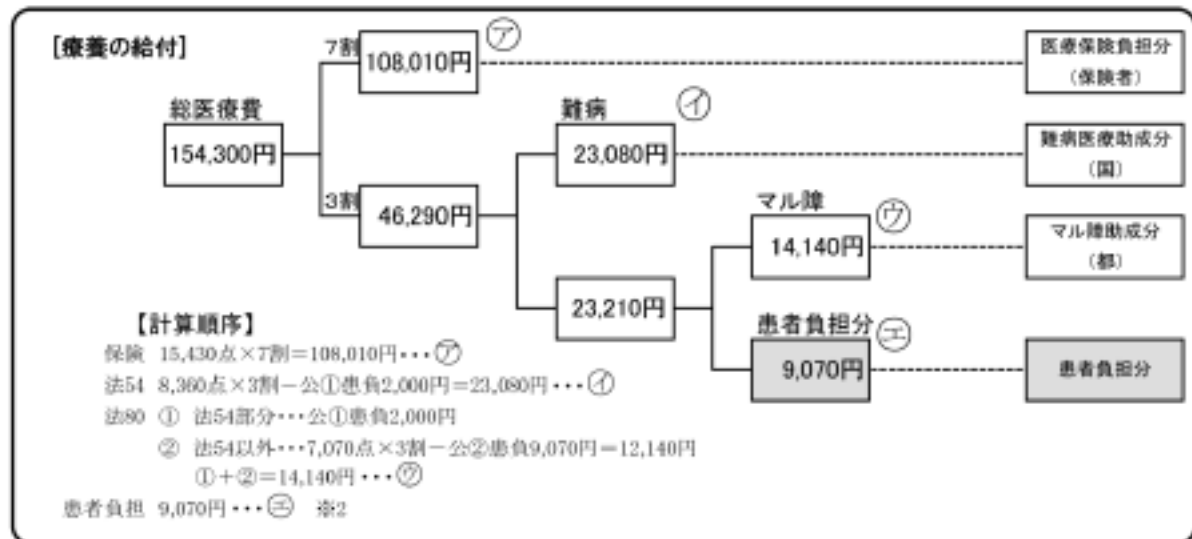 [療養の給付]
7割
108,010円
㋐
医療保険負担分
(保険者)
総医療費
154,300円
難病
23,080円
㋑
難病医療助成分
(国)
3割
46,290円
マル障
14,140円
㋒
マル障助成分
(都)
23,210円
患者負担分
9,070円
㋓
患者負担分
【計算順序】
保険 15,430点×7割=108,010円・・・㋐
法54 8,360点×3割-公①患負2,000円=23,080円・・・㋑
法80 ① 法54部分・・・公①患負2,000円
② 法54以外・・・7,070点×3割-公②患負9,070円=12,140円
①+②=14,140円・・・㋒
患者負担 9,070円・・・㋓ ※2